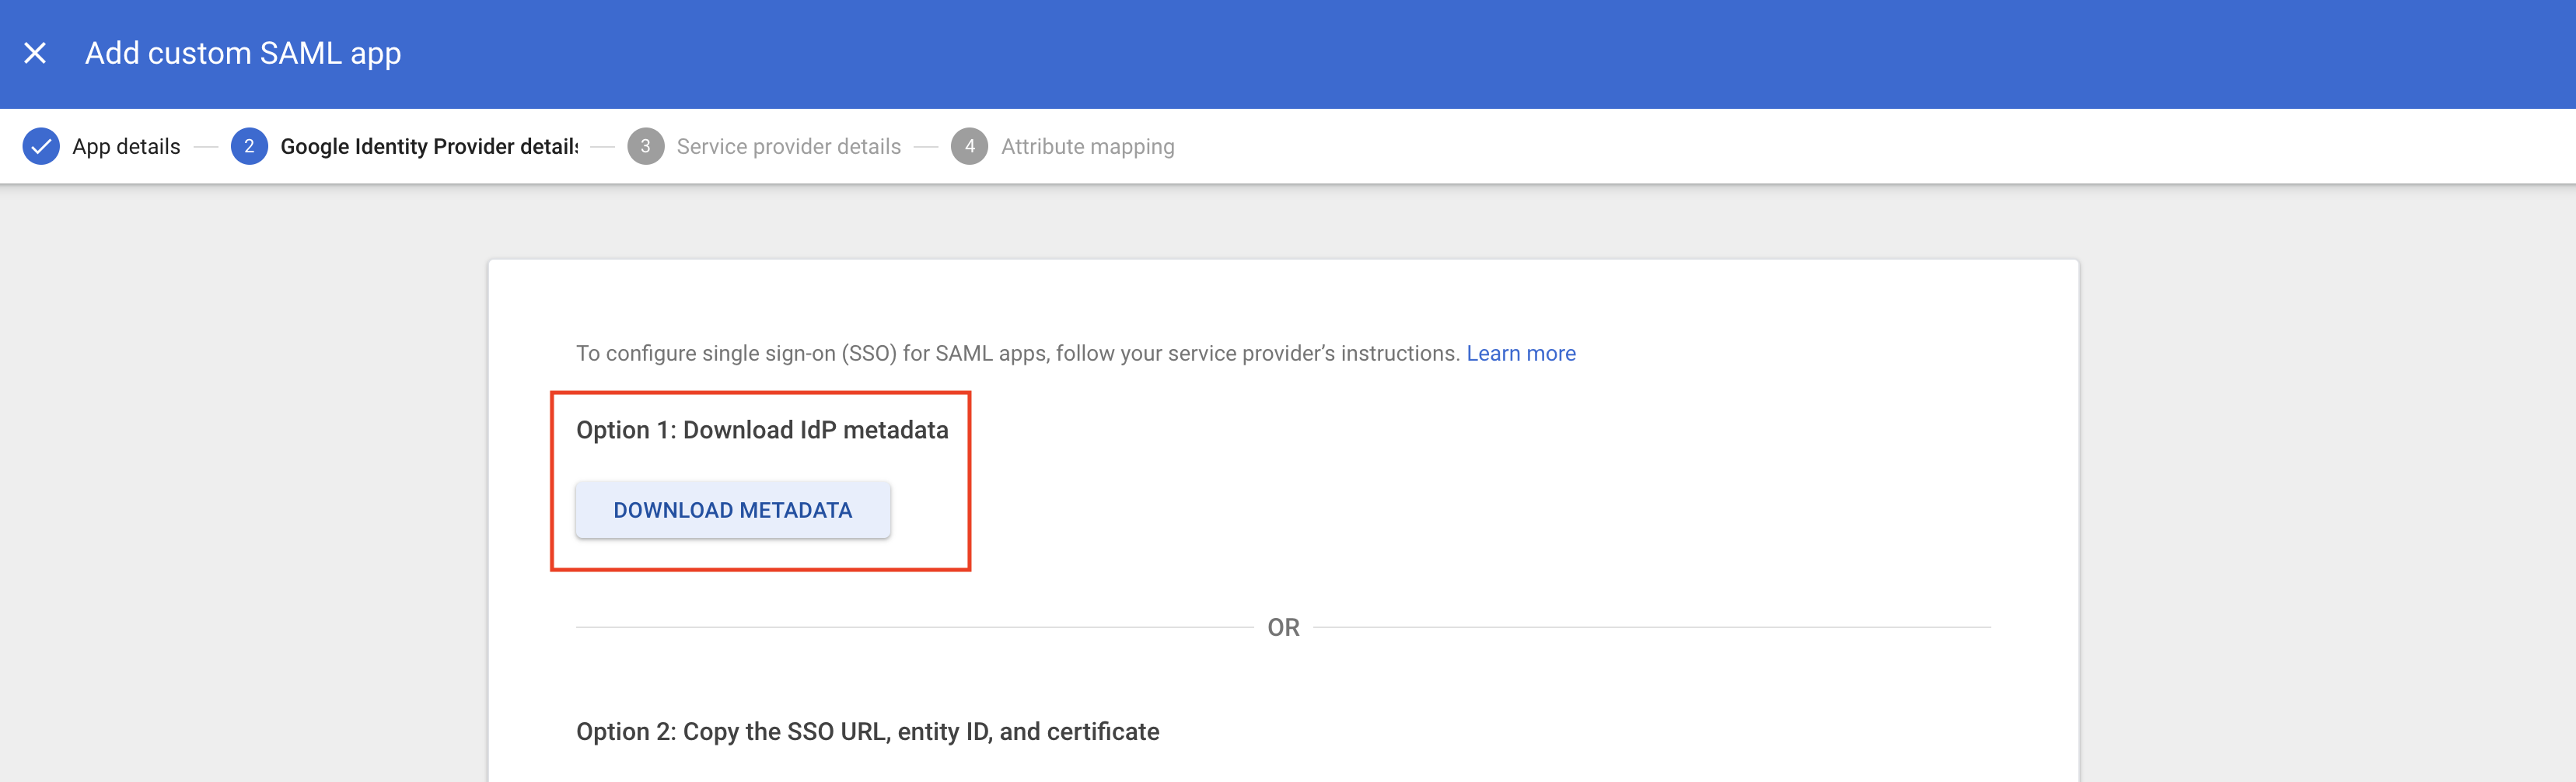 Add custom SAML app
App details
2 Google Identity Provider details
3 Service provider details
4 Attribute mapping
To configure single sign-on (SSO) for SAML apps, follow your service provider’s instructions. Learn more
Option 1: Download IdP metadata
DOWNLOAD METADATA
OR
Option 2: Copy the SSO URL, entity ID, and certificate